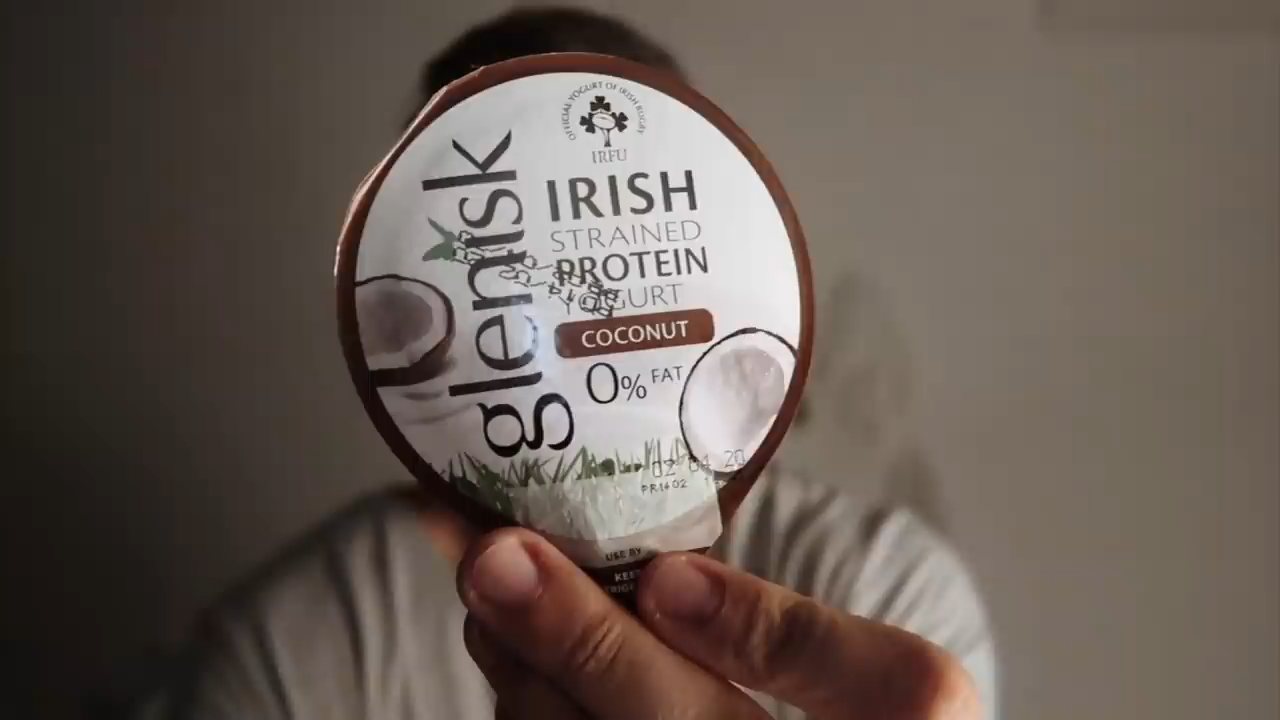 OFFICIAL YOGURT OF IRISH RUGBY
IRFU
glenisk
IRISH
STRAINED
PROTEIN
YOGURT
COCONUT
0% FAT
02 04 20
PR1602
USE BY